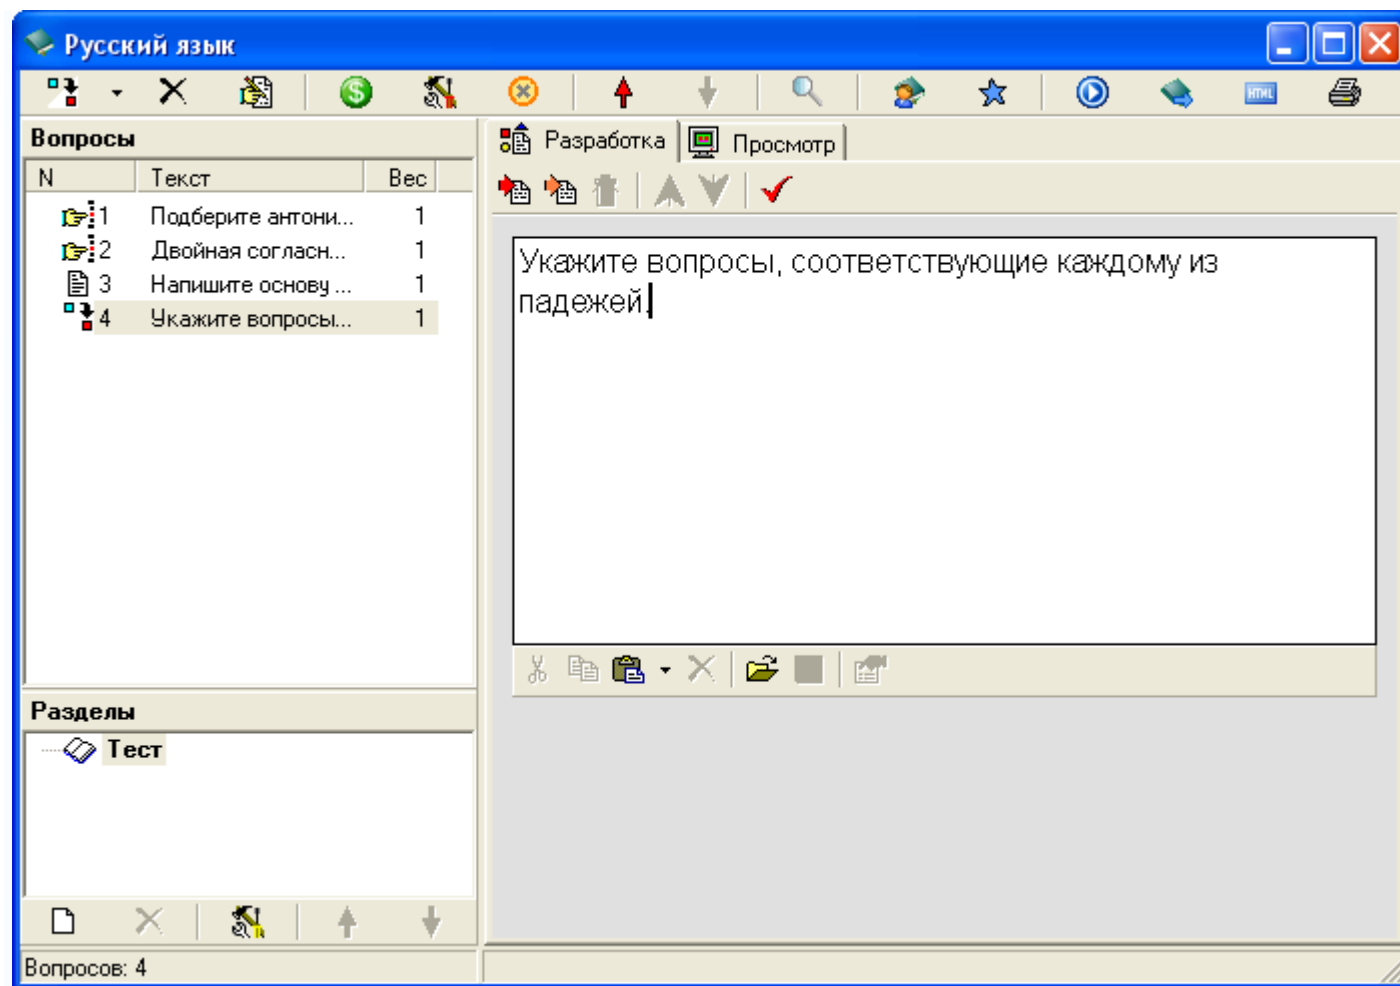 Русский язык
HTML
Вопросы
N Текст Вес
1 Подберите антони... 1
2 Двойная согласн... 1
3 Напишите основу ... 1
4 Укажите вопросы... 1
Разделы
Тест
Вопросов: 4
Разработка Просмотр
Укажите вопросы, соответствующие каждому из
падежей.